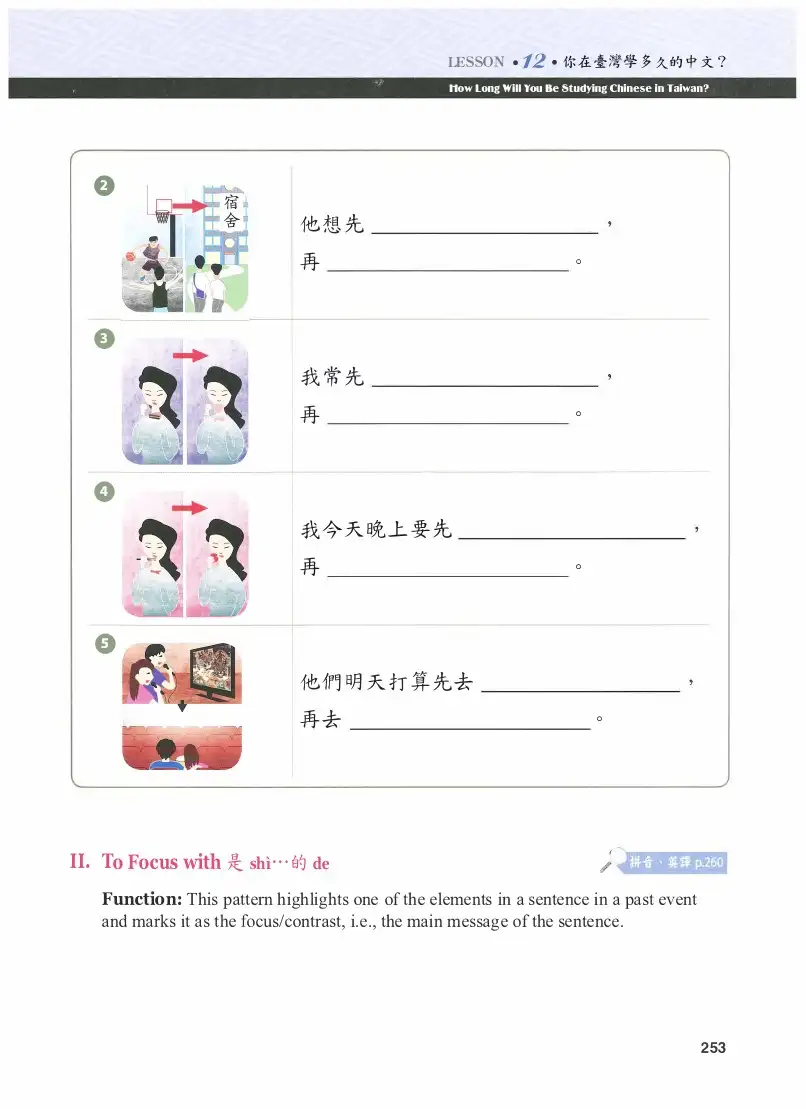 LESSON • 12 • 你在臺灣學多久的中文？
How Long Will You Be Studying Chinese in Taiwan?
2
宿舍
他想先 ，
再 。
3
我常先 ，
再 。
4
我今天晚上要先 ，
再 。
5
他們明天打算先去 ，
再去 。
II. To Focus with 是 shì…的 de
拼音、英譯 p.260
Function: This pattern highlights one of the elements in a sentence in a past event
and marks it as the focus/contrast, i.e., the main message of the sentence.
253